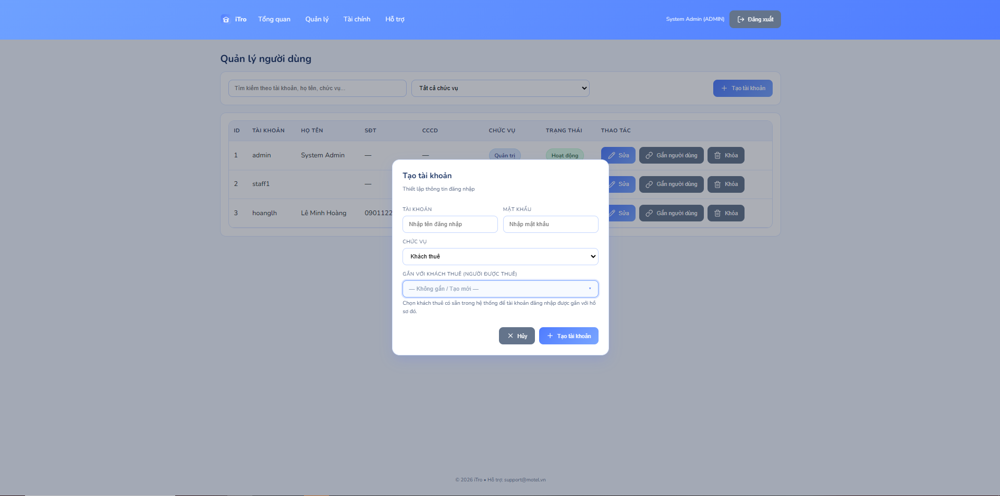 iTro Tổng quan Quản lý Tài chính Hỗ trợ System Admin (ADMIN) Đăng xuất
Quản lý người dùng
Tìm kiếm theo tài khoản, họ tên, chức vụ... Tất cả chức vụ Tạo tài khoản
ID TÀI KHOẢN HỌ TÊN SĐT CCCD CHỨC VỤ TRẠNG THÁI THAO TÁC
1 admin System Admin — — Quản trị Hoạt động Sửa Gắn người dùng Khóa
2 staff1 — Sửa Gắn người dùng Khóa
3 hoanglh Lê Minh Hoàng 0901122 Sửa Gắn người dùng Khóa
Tạo tài khoản
Thiết lập thông tin đăng nhập
TÀI KHOẢN MẬT KHẨU
Nhập tên đăng nhập Nhập mật khẩu
CHỨC VỤ
Khách thuê
GẮN VỚI KHÁCH THUÊ (NGƯỜI ĐƯỢC THUÊ)
— Không gắn / Tạo mới —
Chọn khách thuê có sẵn trong hệ thống để tài khoản đăng nhập được gắn với hồ
sơ đó.
Hủy Tạo tài khoản
© 2026 iTro • Hỗ trợ: support@motel.vn